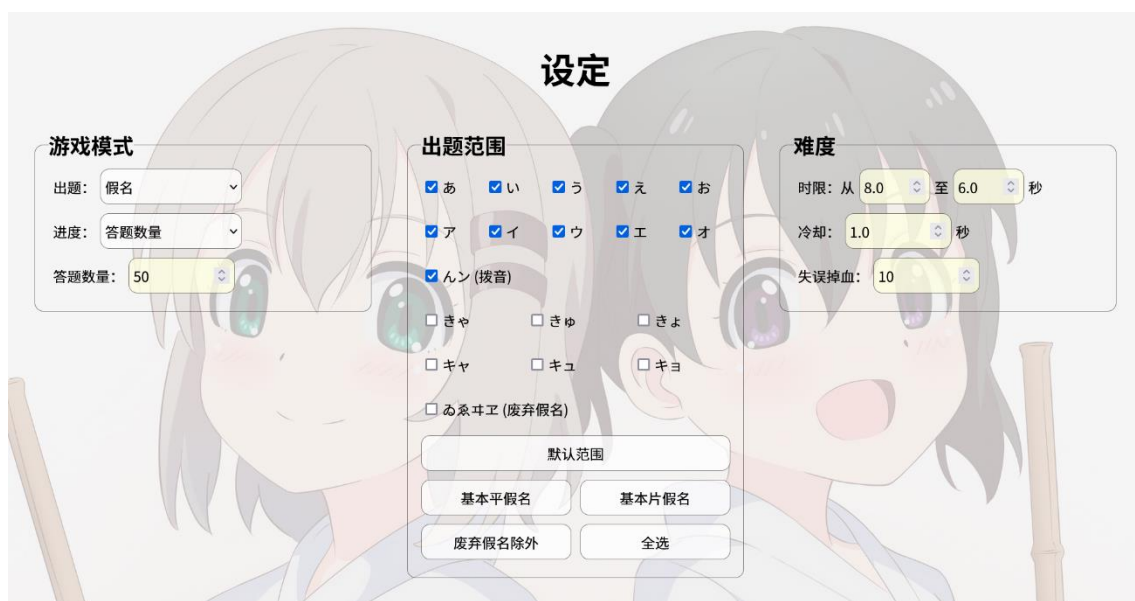 设定
游戏模式
出题： 假名
进度： 答题数量
答题数量： 50
出题范围
あ い う え お
ア イ ウ エ オ
んン (拨音)
きゃ きゅ きょ
キャ キュ キョ
ゐゑヰヱ (废弃假名)
默认范围
基本平假名 基本片假名
废弃假名除外 全选
难度
时限：从 8.0 至 6.0 秒
冷却： 1.0 秒
失误掉血： 10